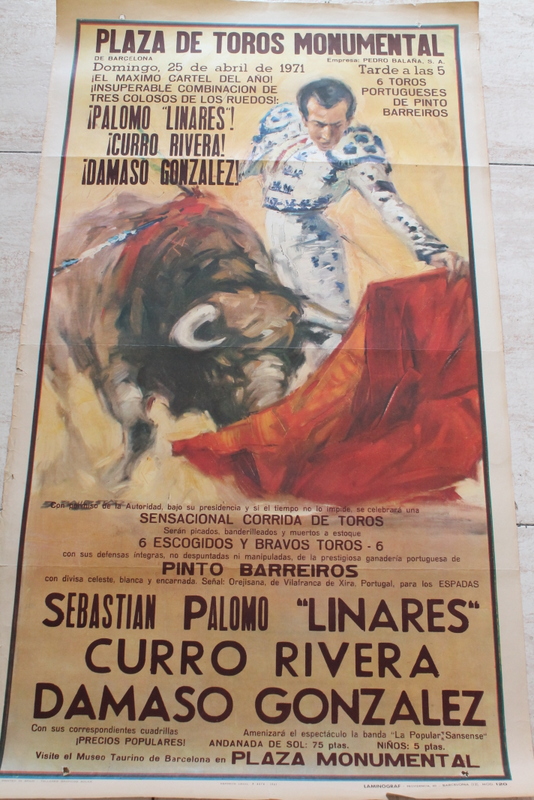 PLAZA DE TOROS MONUMENTAL
DE BARCELONA
Empresa: PEDRO BALAÑA, S. A.
Domingo, 25 de abril de 1971
Tarde a las 5
¡EL MAXIMO CARTEL DEL AÑO!
¡INSUPERABLE COMBINACION DE
TRES COLOSOS DE LOS RUEDOS!:
6 TOROS
PORTUGUESES
DE PINTO
BARREIROS
¡PALOMO "LINARES"!
¡CURRO RIVERA!
¡DAMASO GONZALEZ!
Con permiso de la Autoridad, bajo su presidencia y si el tiempo no lo impide, se celebrará una
SENSACIONAL CORRIDA DE TOROS
Serán picados, banderilleados y muertos a estoque
6 ESCOGIDOS Y BRAVOS TOROS - 6
con sus defensas íntegras, no despuntadas ni manipuladas, de la prestigiosa ganadería portuguesa de
PINTO BARREIROS
con divisa celeste, blanca y encarnada. Señal: Orejisana, de Vilafranca de Xira, Portugal, para los ESPADAS
SEBASTIAN PALOMO "LINARES"
CURRO RIVERA
DAMASO GONZALEZ
Con sus correspondientes cuadrillas
Amenizará el espectáculo la banda "La Popular Sansense"
¡PRECIOS POPULARES!
ANDANADA DE SOL: 75 ptas.
NIÑOS: 5 ptas.
Visite el Museo Taurino de Barcelona en PLAZA MONUMENTAL
LAMINOGRAF